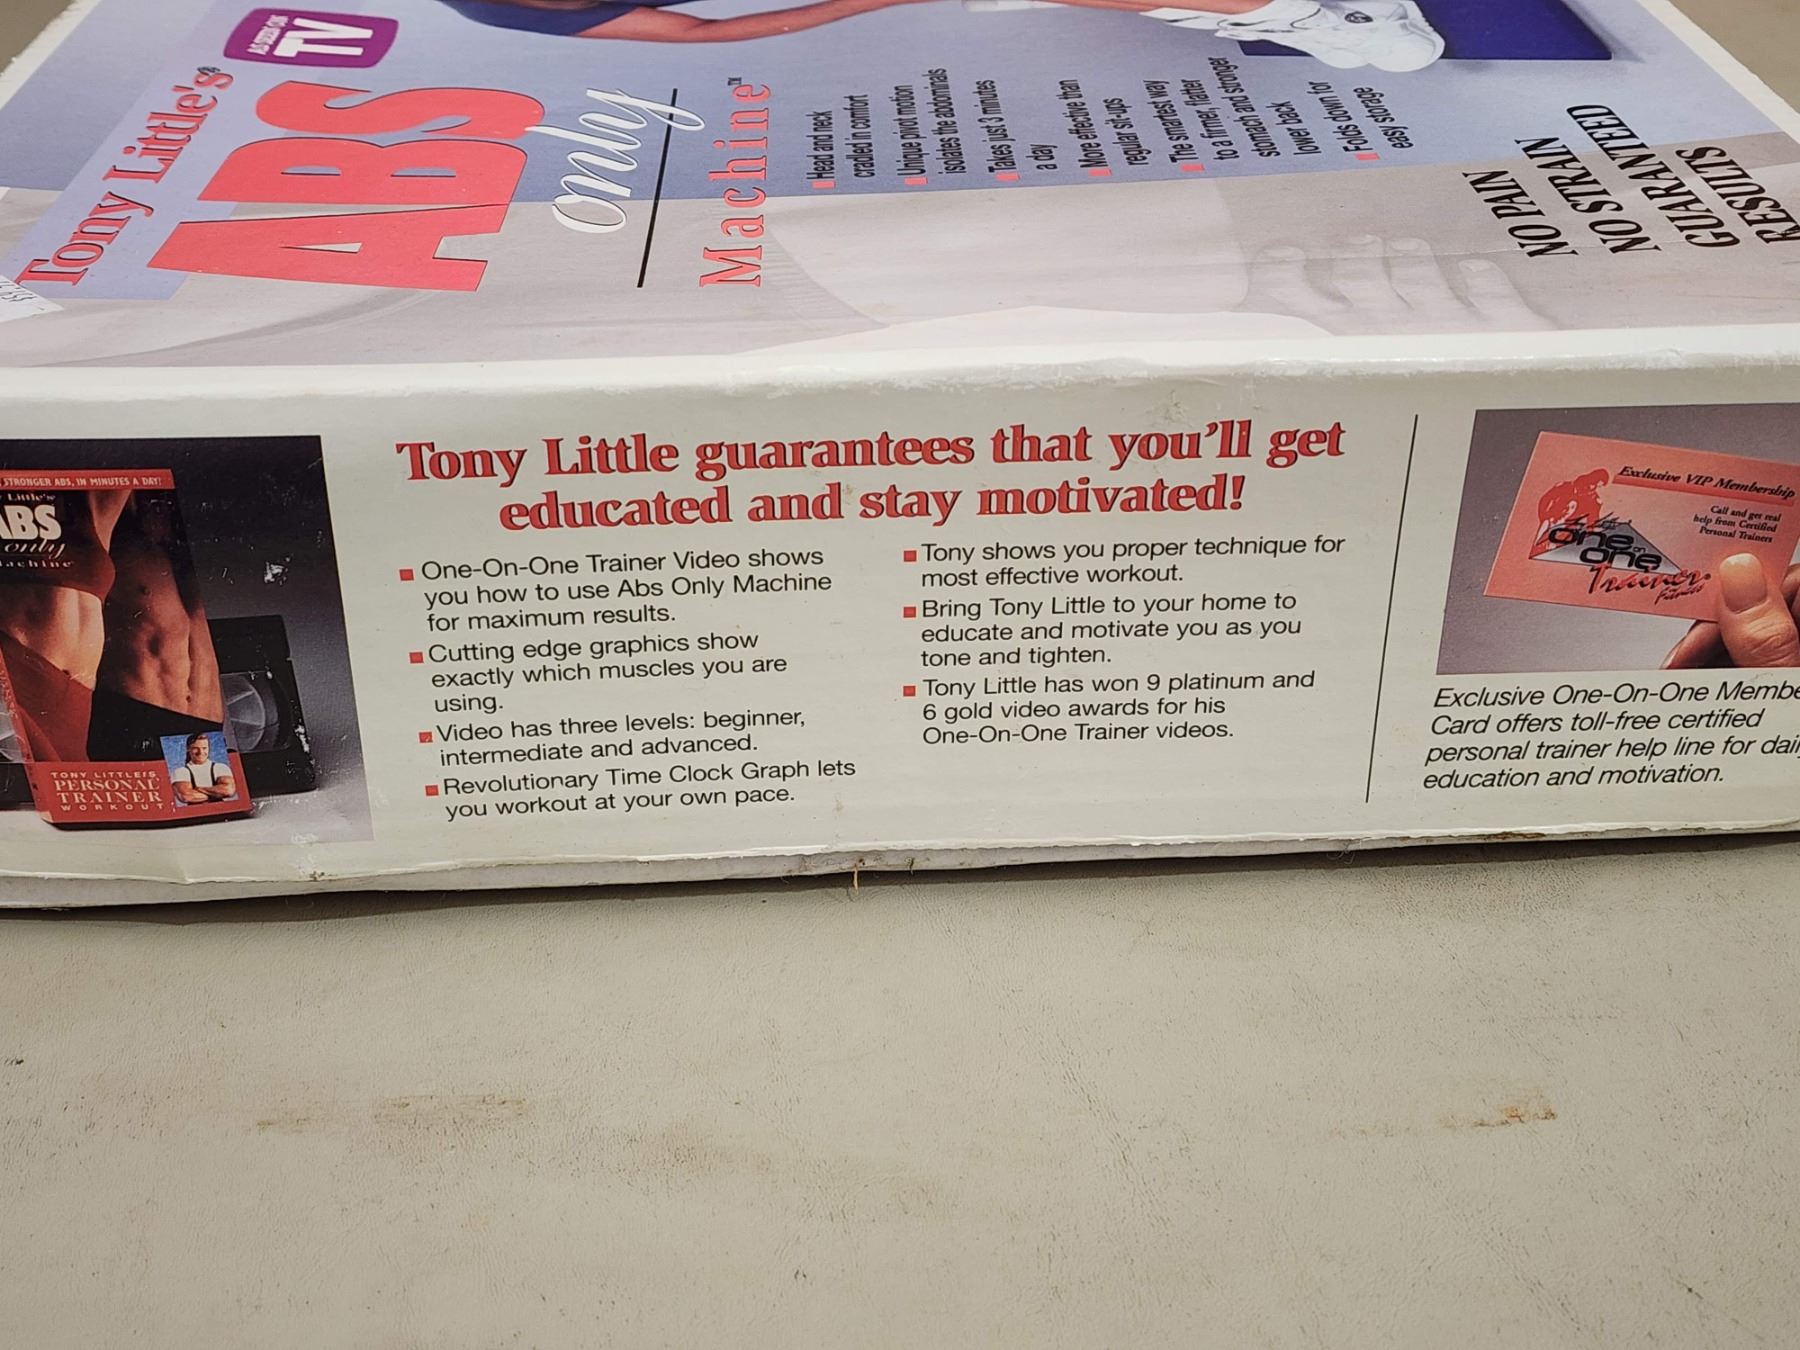 AS SEEN ON
TV
Tony Little's®
ABS
only
Machine™
Head and neck
cradled in comfort
Unique pivot motion
isolates the abdominals
Takes just 3 minutes
a day
More effective than
regular sit-ups
The smartest way
to a firmer, flatter
stomach and stronger
lower back
Folds down for
easy storage
NO PAIN
NO STRAIN
GUARANTEED
RESULTS
STRONGER ABS, IN MINUTES A DAY!
Little's
ABS
only
Machine
TONY LITTLE'S
PERSONAL
TRAINER
WORKOUT
Tony Little guarantees that you'll get
educated and stay motivated!
One-On-One Trainer Video shows
you how to use Abs Only Machine
for maximum results.
Cutting edge graphics show
exactly which muscles you are
using.
Video has three levels: beginner,
intermediate and advanced.
Revolutionary Time Clock Graph lets
you workout at your own pace.
Tony shows you proper technique for
most effective workout.
Bring Tony Little to your home to
educate and motivate you as you
tone and tighten.
Tony Little has won 9 platinum and
6 gold video awards for his
One-On-One Trainer videos.
Exclusive VIP Membership
Call and get real
help from Certified
Personal Trainers
one on
one
Trainer
Fitness
Exclusive One-On-One Membe
Card offers toll-free certified
personal trainer help line for dai
education and motivation.